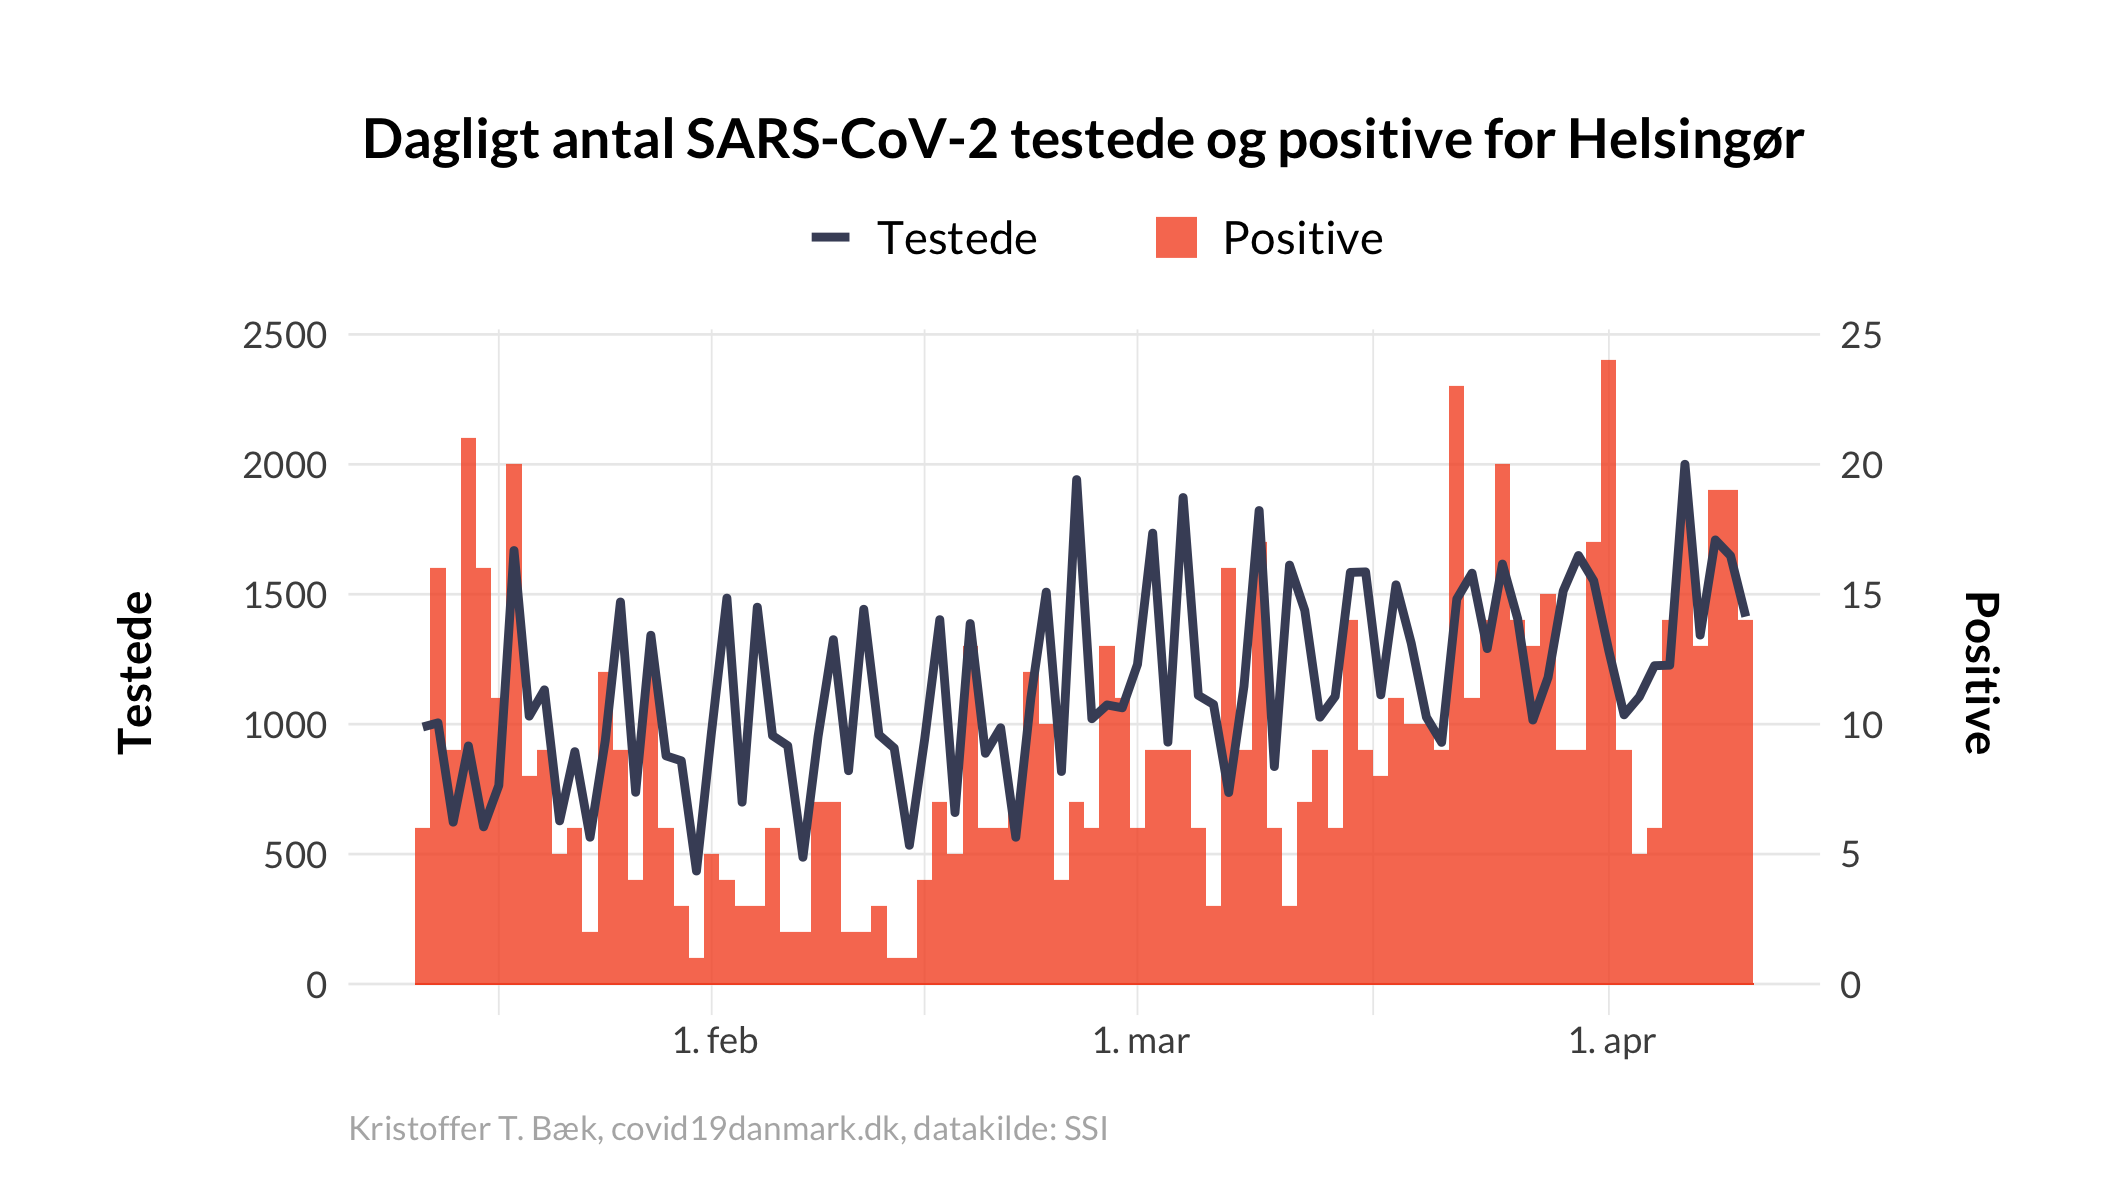 Dagligt antal SARS-CoV-2 testede og positive for Helsingør
Testede
Positive
2500
2000
1500
1000
500
0
Testede
25
20
15
10
5
0
Positive
1. feb
1. mar
1. apr
Kristoffer T. Bæk, covid19danmark.dk, datakilde: SSI